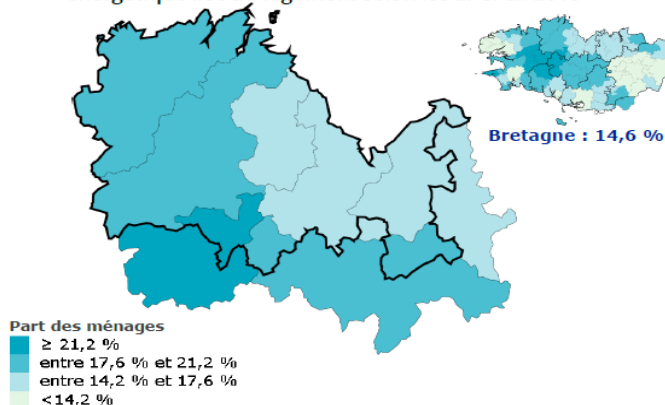 Bretagne : 14,6 %
Part des ménages
≥ 21,2 %
entre 17,6 % et 21,2 %
entre 14,2 % et 17,6 %
<14,2 %